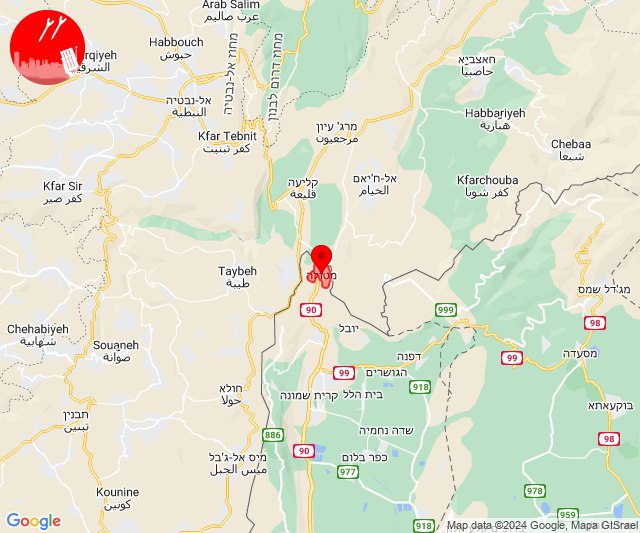 Arab Salim
عرب صاليم
מחוז אל-נבטיה
מחוז דרום לבנון
Habbouch
حبوش
rqiyeh
الشرقية
חאצביא
حاصبيا
אל-נבטיה
النبطية
Habbariyeh
هبارية
מרג' עיון
مرجعيون
Kfar Tebnit
كفر تبنيت
Chebaa
شبعا
קליעה
قليعة
אל-ח'יאם
الخيام
Kfarchouba
كفر شوبا
Kfar Sir
كفر صير
Taybeh
طيبة
מטולה
מג'דל שמס
90
999
98
יובל
Chehabiyeh
شهابية
Souaneh
صوانة
99
דפנה
99
מסעדה
הגושרים
918
חולא
حولا
קרית שמונה
בית הלל
תבנין
تبنين
בוקעאתא
886
שדה נחמיה
98
מיס אל-ג'בל
ميس الجبل
90
כפר בלום
977
Kounine
كونين
978
959
918
Google
Map data ©2024 Google, Mapa GISrael